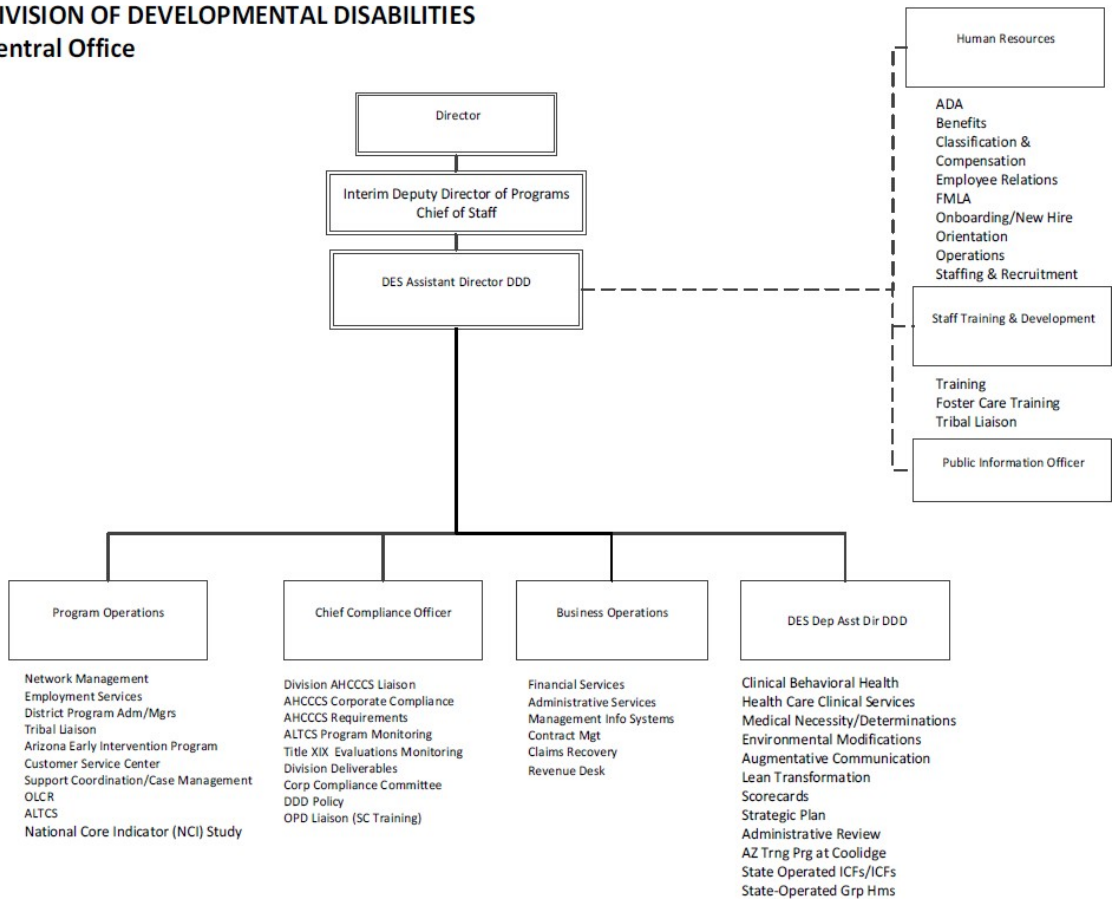 IVISION OF DEVELOPMENTAL DISABILITIES
entral Office
Director
Interim Deputy Director of Programs
Chief of Staff
DES Assistant Director DDD
Human Resources
ADA
Benefits
Classification &
Compensation
Employee Relations
FMLA
Onboarding/New Hire
Orientation
Operations
Staffing & Recruitment
Staff Training & Development
Training
Foster Care Training
Tribal Liaison
Public Information Officer
Program Operations
Network Management
Employment Services
District Program Adm/Mgrs
Tribal Liaison
Arizona Early Intervention Program
Customer Service Center
Support Coordination/Case Management
OLCR
ALTCS
National Core Indicator (NCI) Study
Chief Compliance Officer
Division AHCCCS Liaison
AHCCCS Corporate Compliance
AHCCCS Requirements
ALTCS Program Monitoring
Title XIX Evaluations Monitoring
Division Deliverables
Corp Compliance Committee
DDD Policy
OPD Liaison (SC Training)
Business Operations
Financial Services
Administrative Services
Management Info Systems
Contract Mgt
Claims Recovery
Revenue Desk
DES Dep Asst Dir DDD
Clinical Behavioral Health
Health Care Clinical Services
Medical Necessity/Determinations
Environmental Modifications
Augmentative Communication
Lean Transformation
Scorecards
Strategic Plan
Administrative Review
AZ Trng Prg at Coolidge
State Operated ICFs/ICFs
State-Operated Grp Hms